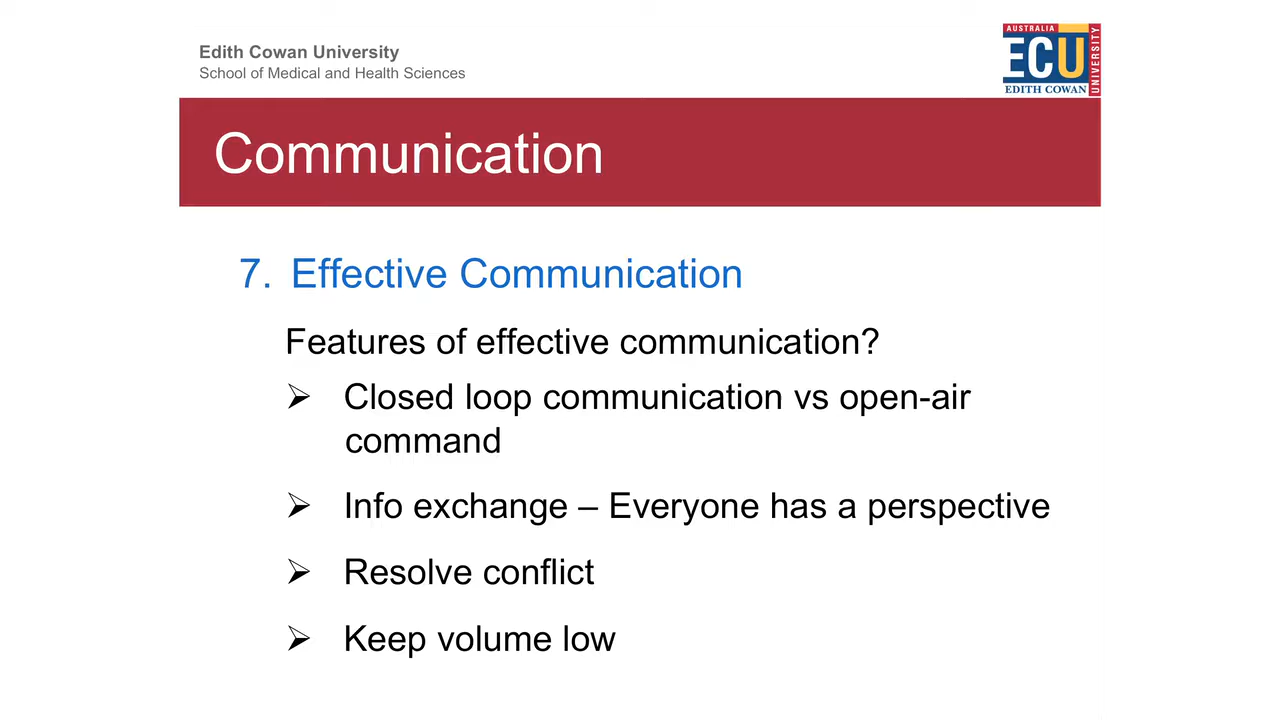 Edith Cowan University
School of Medical and Health Sciences
AUSTRALIA
ECU
EDITH COWAN
UNIVERSITY
Communication
7. Effective Communication
Features of effective communication?
➢ Closed loop communication vs open-air
command
➢ Info exchange – Everyone has a perspective
➢ Resolve conflict
➢ Keep volume low